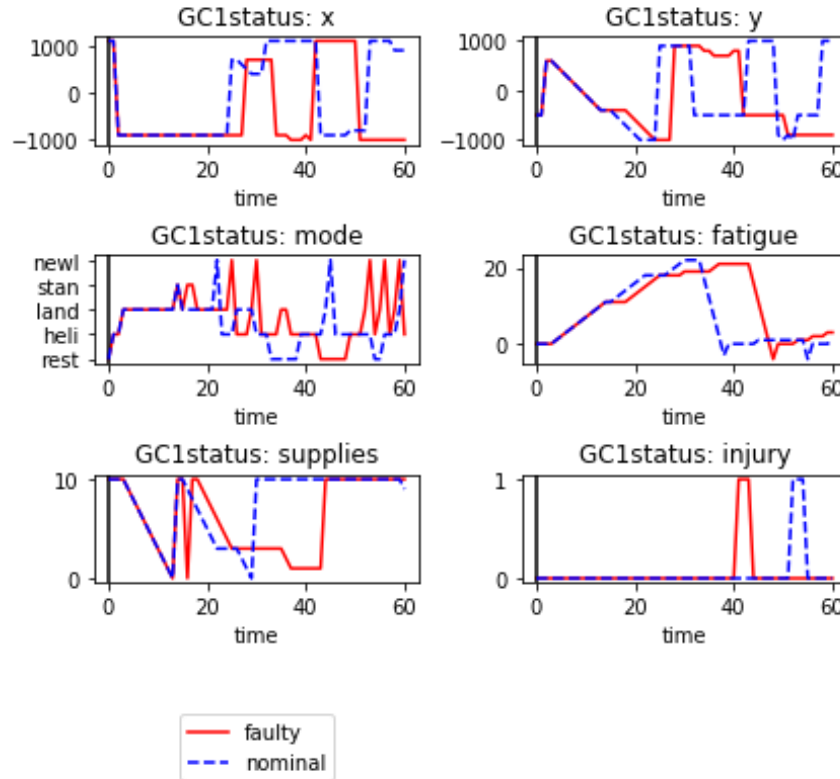 GC1status: x
GC1status: y
1000
0
−1000
0
20
40
60
time
1000
0
−1000
0
20
40
60
time
GC1status: mode
GC1status: fatigue
newl
stan
land
heli
rest
0
20
40
60
time
20
0
0
20
40
60
time
GC1status: supplies
GC1status: injury
10
0
0
20
40
60
time
1
0
0
20
40
60
time
faulty
nominal